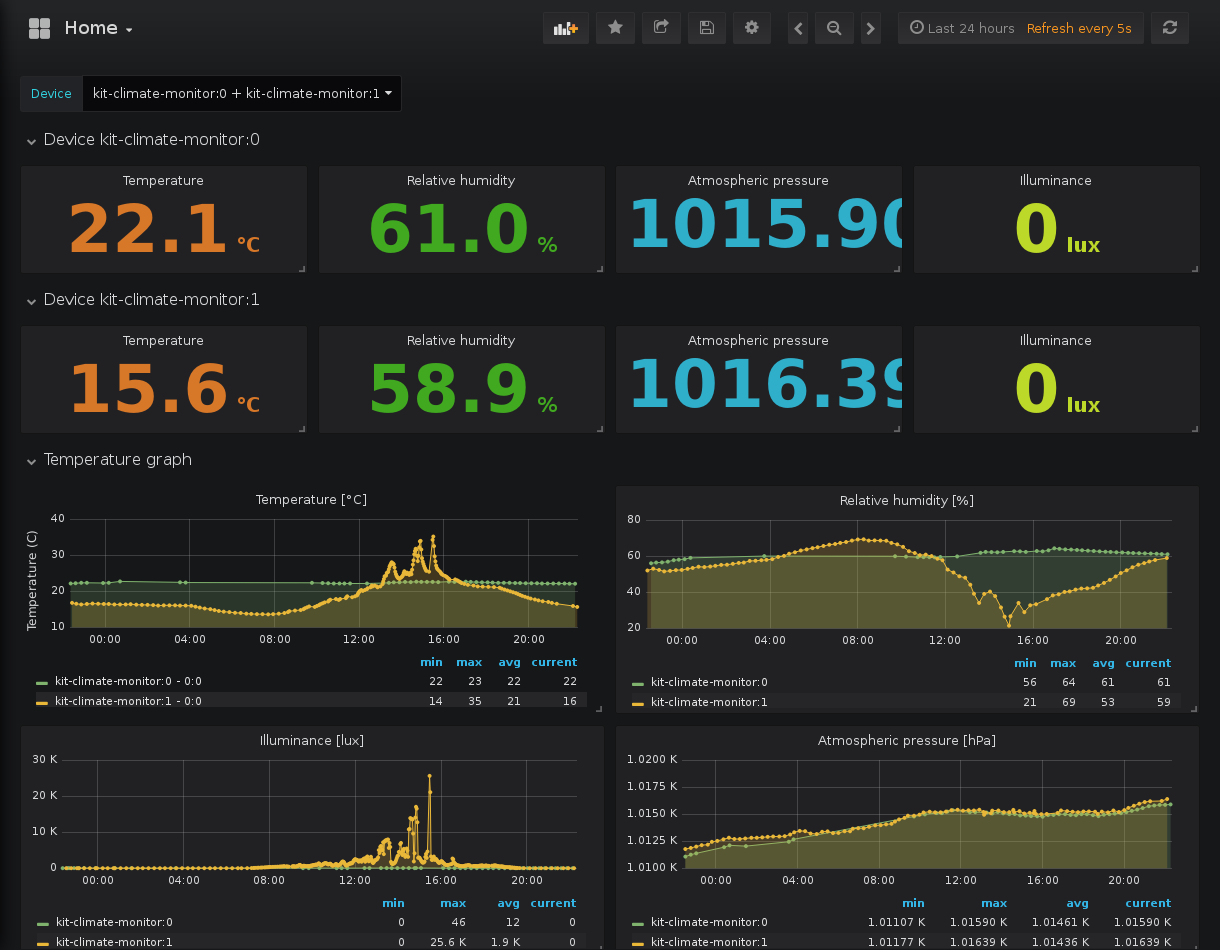 Home
Last 24 hours Refresh every 5s
Device kit-climate-monitor:0 + kit-climate-monitor:1
Device kit-climate-monitor:0
Temperature Relative humidity Atmospheric pressure Illuminance
22.1 °C 61.0 % 1015.90 0 lux
Device kit-climate-monitor:1
Temperature Relative humidity Atmospheric pressure Illuminance
15.6 °C 58.9 % 1016.39 0 lux
Temperature graph
Temperature [°C]
Temperature (C)
40
30
20
10
00:00 04:00 08:00 12:00 16:00 20:00
min max avg current
kit-climate-monitor:0 - 0:0 22 23 22 22
kit-climate-monitor:1 - 0:0 14 35 21 16
Relative humidity [%]
80
60
40
20
00:00 04:00 08:00 12:00 16:00 20:00
min max avg current
kit-climate-monitor:0 56 64 61 61
kit-climate-monitor:1 21 69 53 59
Illuminance [lux]
30 K
20 K
10 K
0
00:00 04:00 08:00 12:00 16:00 20:00
min max avg current
kit-climate-monitor:0 0 46 12 0
kit-climate-monitor:1 0 25.6 K 1.9 K 0
Atmospheric pressure [hPa]
1.0200 K
1.0175 K
1.0150 K
1.0125 K
1.0100 K
00:00 04:00 08:00 12:00 16:00 20:00
min max avg current
kit-climate-monitor:0 1.01107 K 1.01590 K 1.01461 K 1.01590 K
kit-climate-monitor:1 1.01177 K 1.01639 K 1.01436 K 1.01639 K